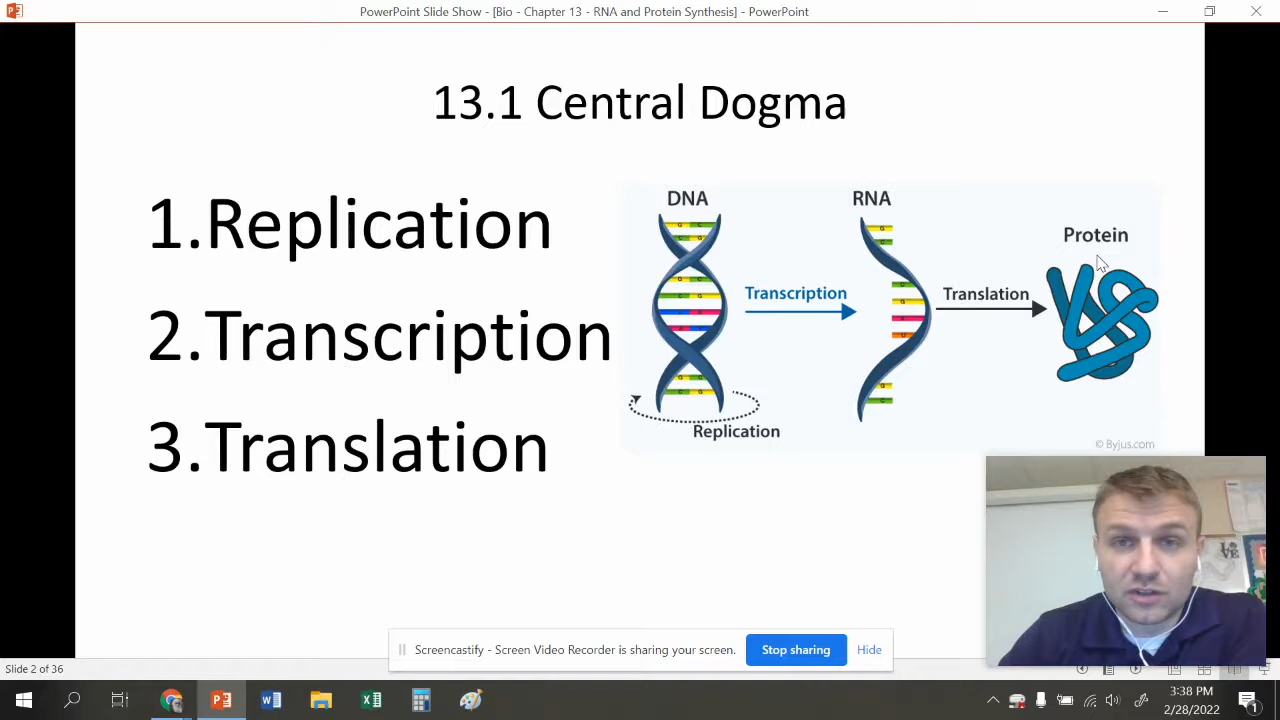 PowerPoint Slide Show - [Bio - Chapter 13 - RNA and Protein Synthesis] - PowerPoint
13.1 Central Dogma
1.Replication
2.Transcription
3.Translation
DNA
RNA
Protein
Transcription
Translation
Replication
© Byjus.com
Screencastify - Screen Video Recorder is sharing your screen.
Stop sharing
Hide
Slide 2 of 36
3:38 PM
2/28/2022